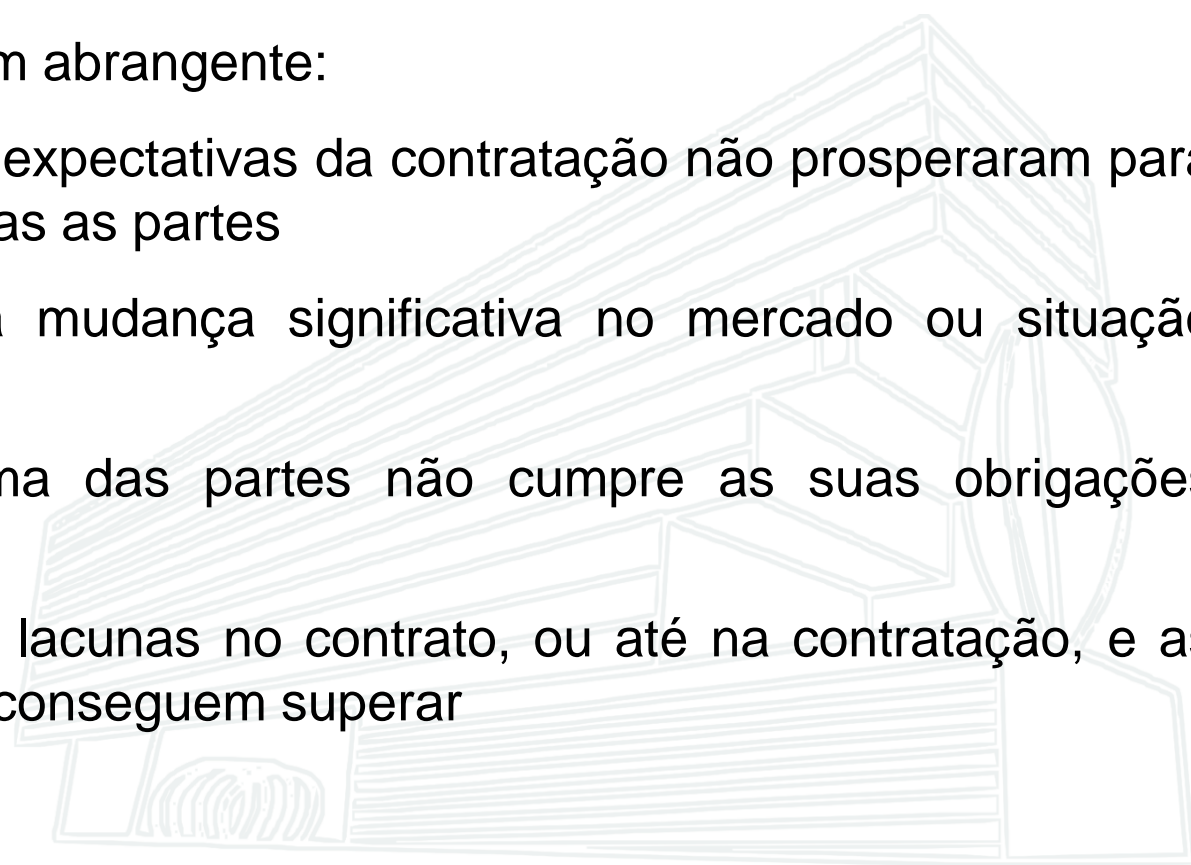 m abrangente:
expectativas da contratação não prosperaram para
as as partes
a mudança significativa no mercado ou situação
ma das partes não cumpre as suas obrigações
lacunas no contrato, ou até na contratação, e as
conseguem superar